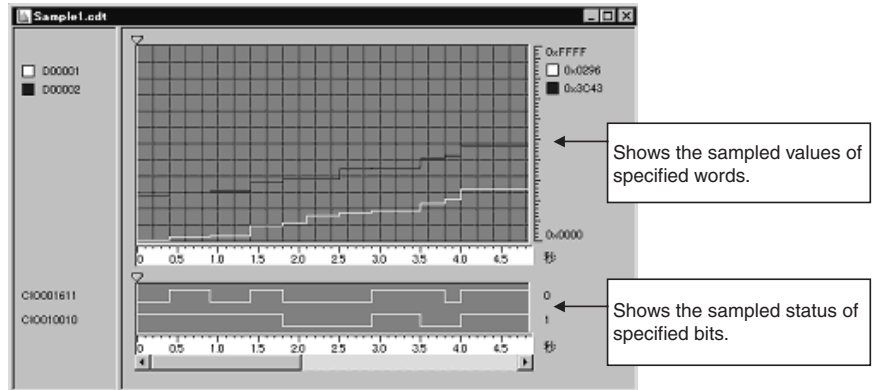 Sample1.cdt
D00001
D00002
0xFFFF
0x0296
0x3C43
0x0000
0 0.5 1.0 1.5 2.0 2.5 3.0 3.5 4.0 4.5 秒
Shows the sampled values of
specified words.
CIO001611 0
CIO010010 1
0 0.5 1.0 1.5 2.0 2.5 3.0 3.5 4.0 4.5 秒
Shows the sampled status of
specified bits.